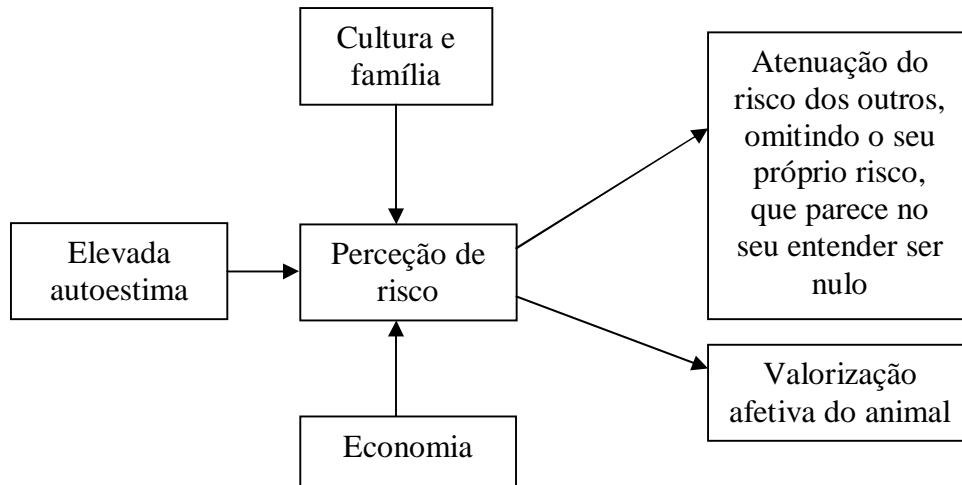 Cultura e
família
Atenuação do
risco dos outros,
omitindo o seu
próprio risco,
que parece no
seu entender ser
nulo
Elevada
autoestima
Perceção de
risco
Valorização
afetiva do animal
Economia